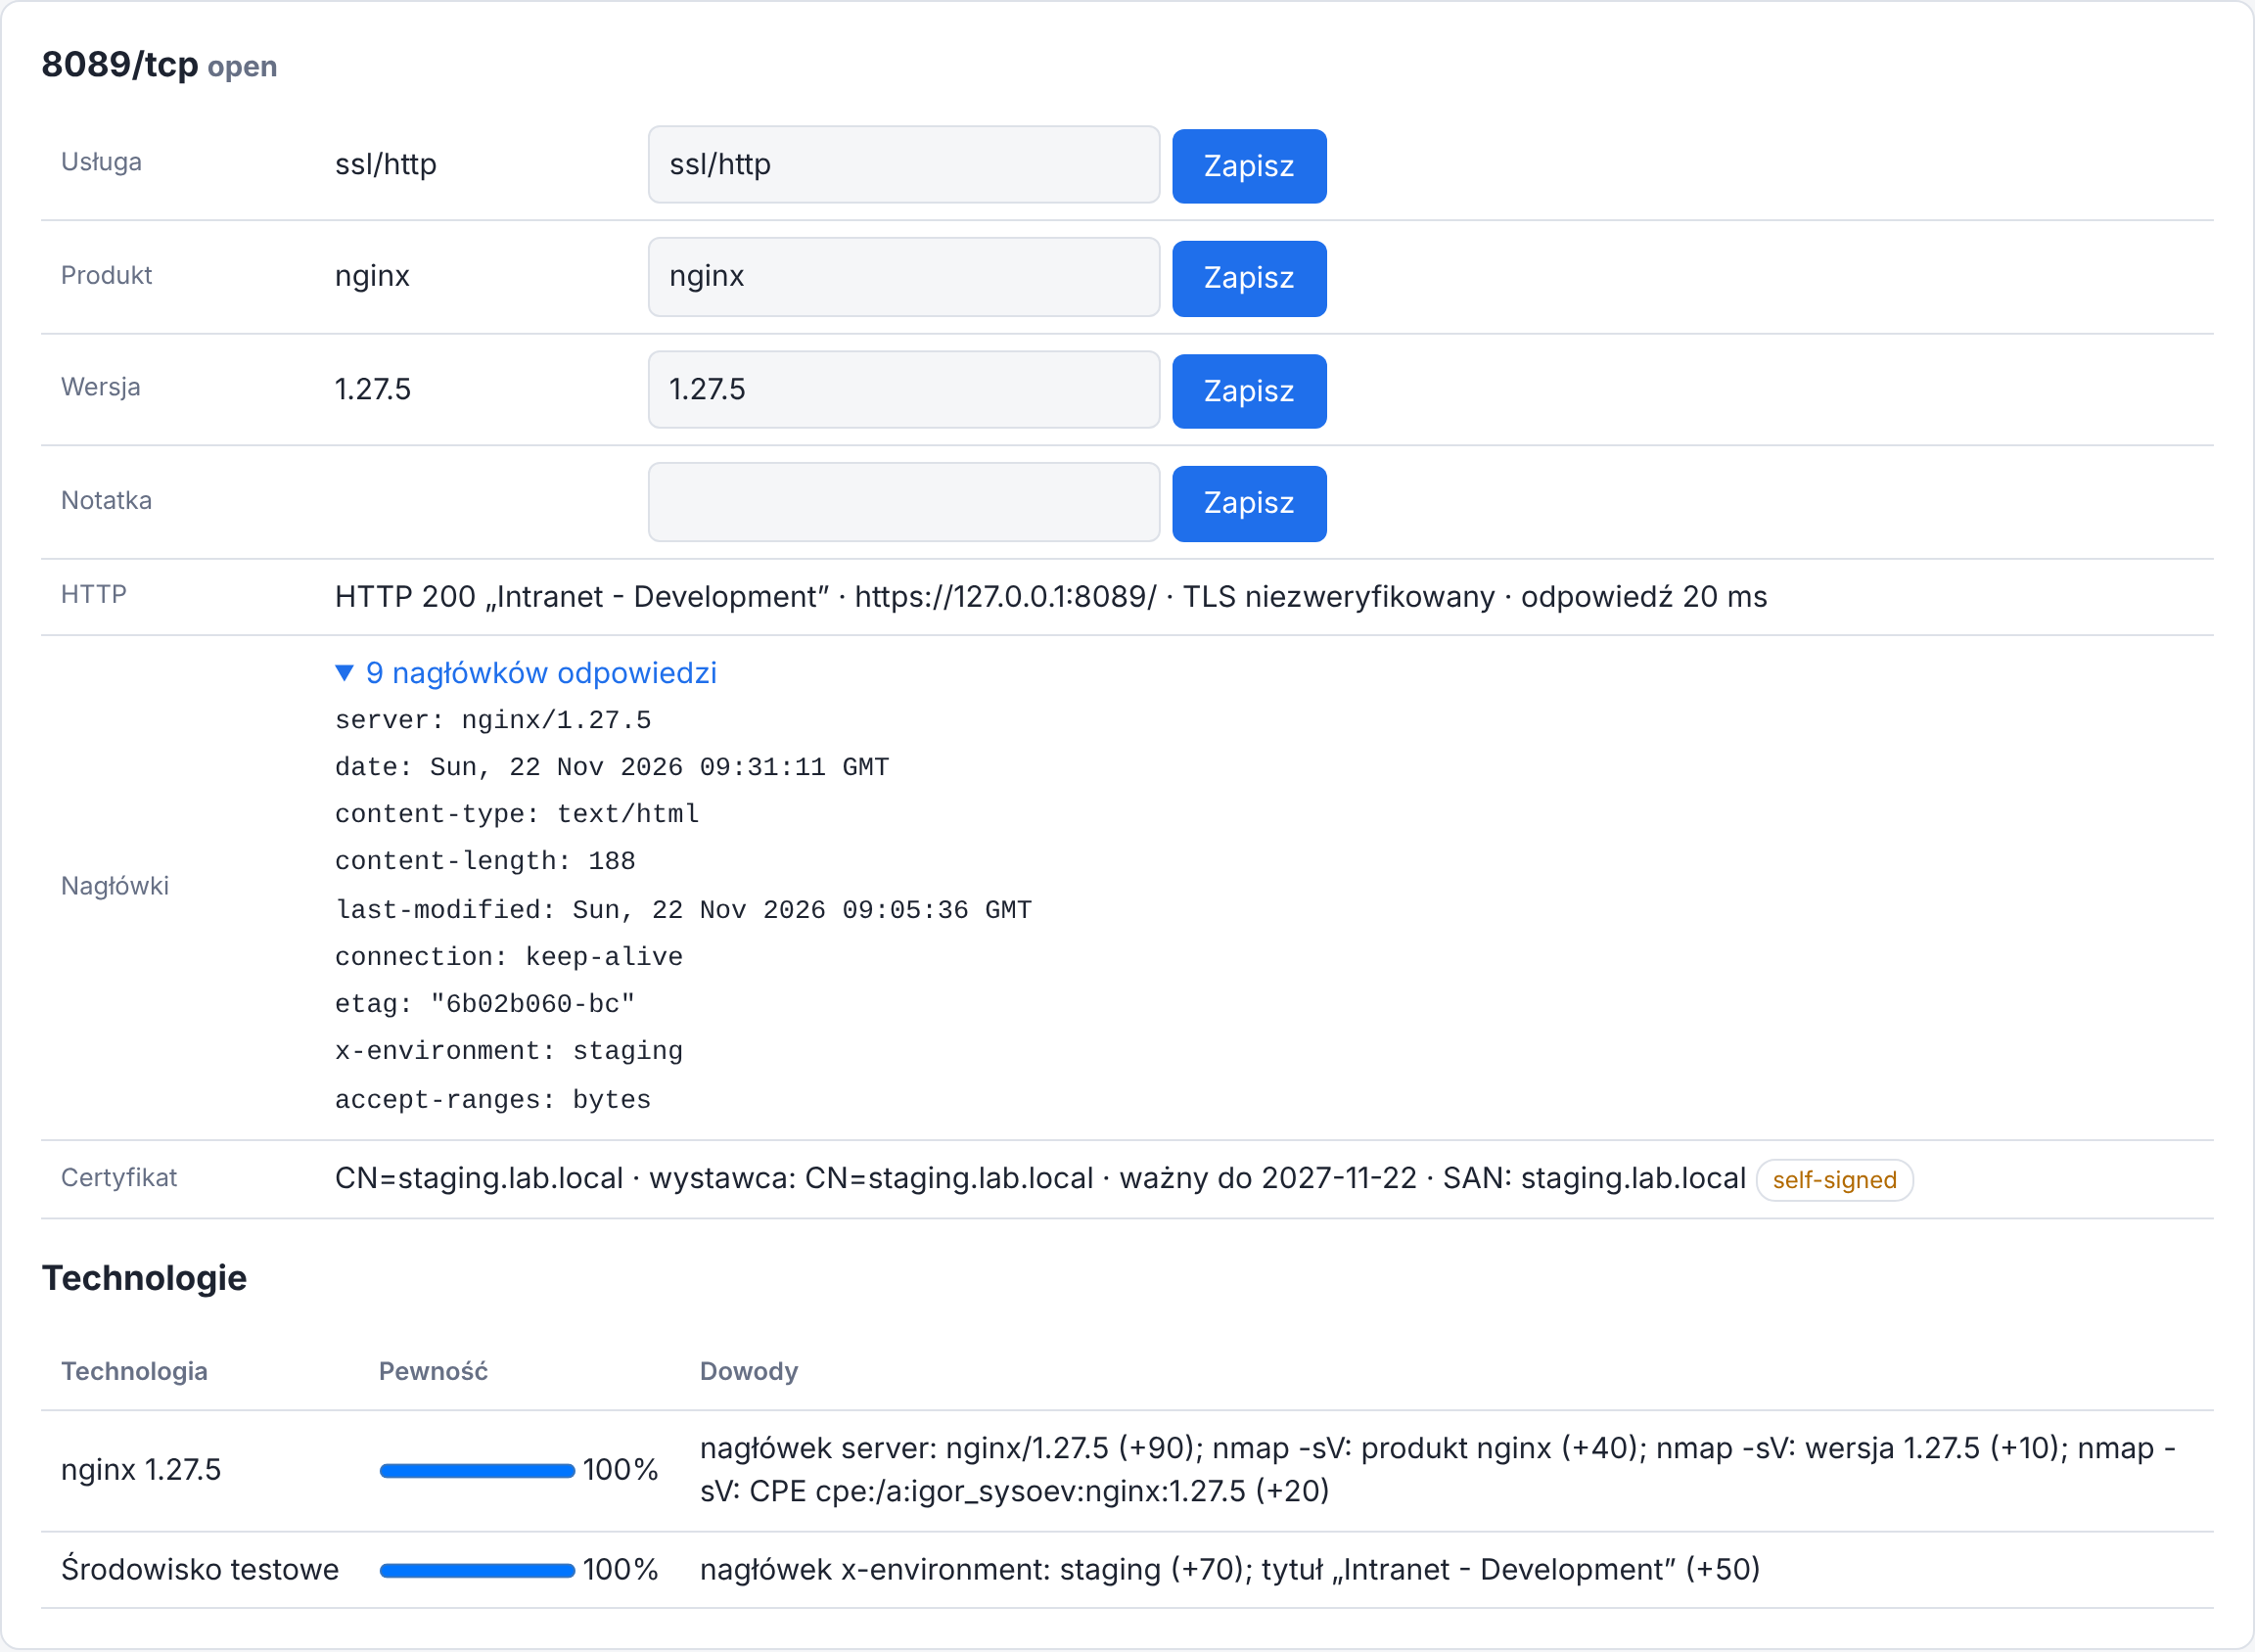 8089/tcp open
Usługa ssl/http ssl/http Zapisz
Produkt nginx nginx Zapisz
Wersja 1.27.5 1.27.5 Zapisz
Notatka Zapisz
HTTP HTTP 200 „Intranet - Development” · https://127.0.0.1:8089/ · TLS niezweryfikowany · odpowiedź 20 ms
Nagłówki
▼ 9 nagłówków odpowiedzi
server: nginx/1.27.5
date: Sun, 22 Nov 2026 09:31:11 GMT
content-type: text/html
content-length: 188
last-modified: Sun, 22 Nov 2026 09:05:36 GMT
connection: keep-alive
etag: "6b02b060-bc"
x-environment: staging
accept-ranges: bytes
Certyfikat CN=staging.lab.local · wystawca: CN=staging.lab.local · ważny do 2027-11-22 · SAN: staging.lab.local self-signed
Technologie
Technologia Pewność Dowody
nginx 1.27.5 100% nagłówek server: nginx/1.27.5 (+90); nmap -sV: produkt nginx (+40); nmap -sV: wersja 1.27.5 (+10); nmap -
sV: CPE cpe:/a:igor_sysoev:nginx:1.27.5 (+20)
Środowisko testowe 100% nagłówek x-environment: staging (+70); tytuł „Intranet - Development” (+50)